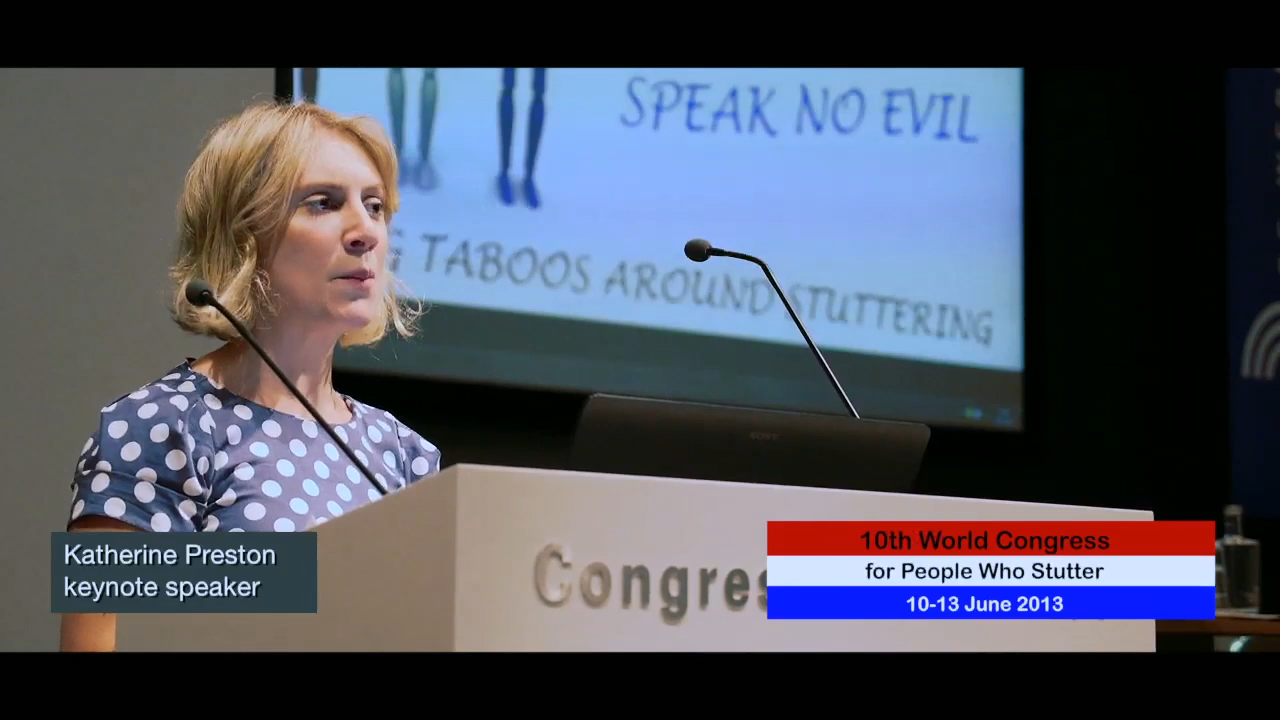 SPEAK NO EVIL
TABOOS AROUND STUTTERING
SONY
Katherine Preston
keynote speaker
Congres
10th World Congress
for People Who Stutter
10-13 June 2013